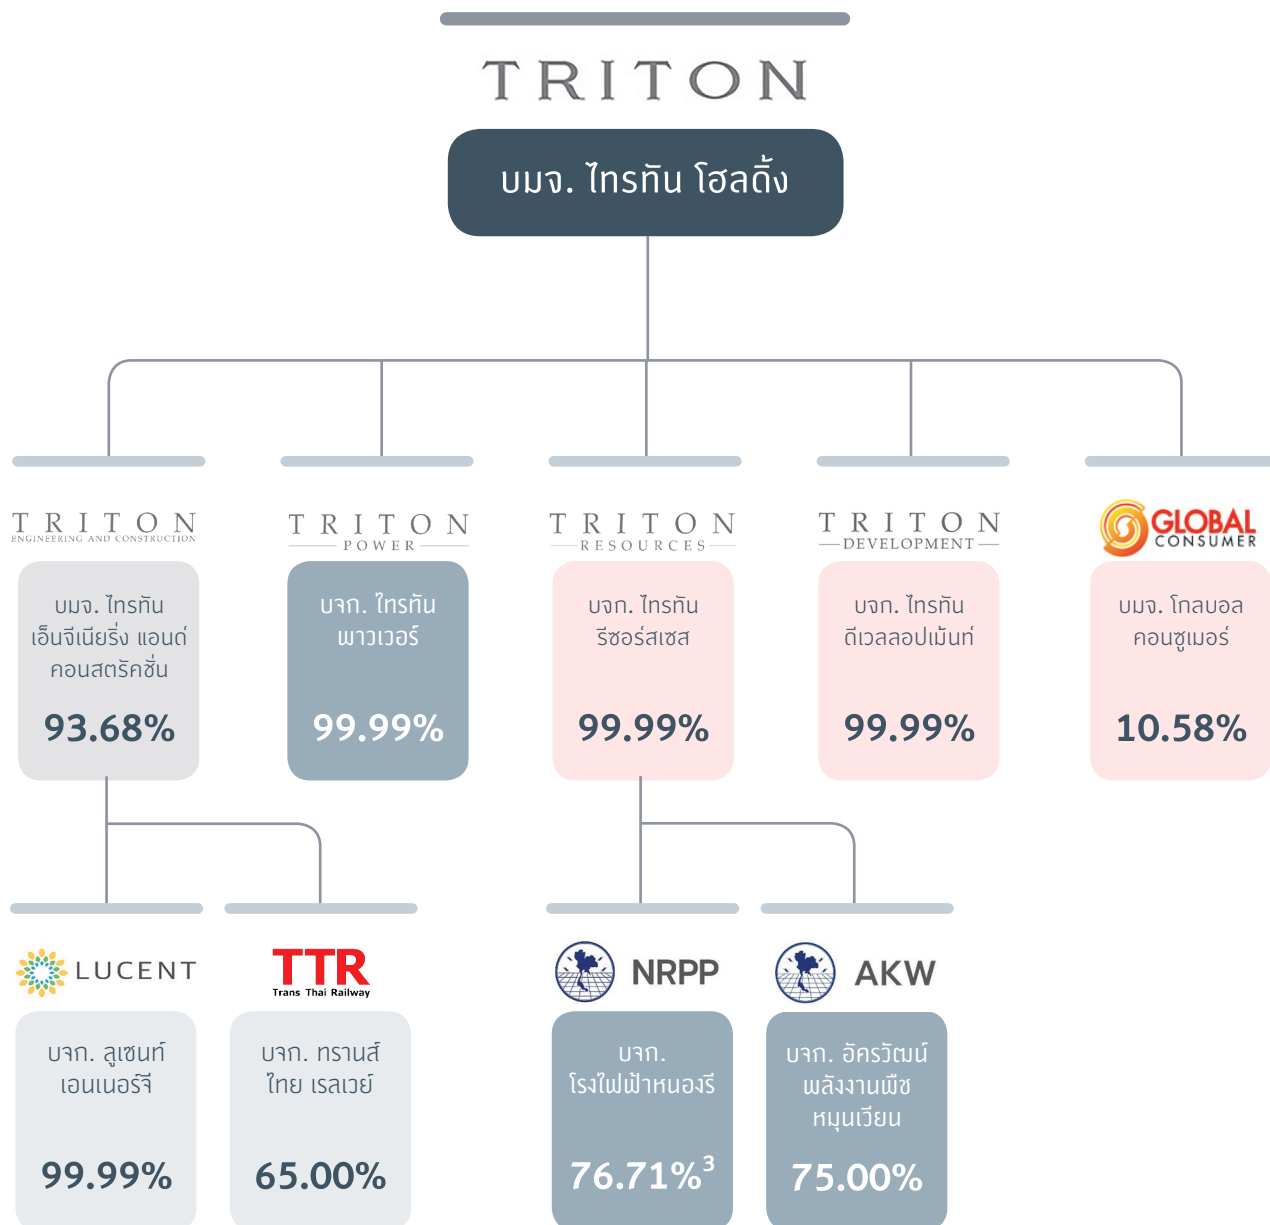 TRITON
บมจ. ไทรทัน โฮลดิ้ง
TRITON
ENGINEERING AND CONSTRUCTION
บมจ. ไทรทัน
เอ็นจีเนียริ่ง แอนด์
คอนสตรัคชั่น
93.68%
TRITON
POWER
บจก. ไทรทัน
พาวเวอร์
99.99%
TRITON
RESOURCES
บจก. ไทรทัน
รีซอร์สเซส
99.99%
TRITON
DEVELOPMENT
บจก. ไทรทัน
ดีเวลลอปเม้นท์
99.99%
GLOBAL
CONSUMER
บมจ. โกลบอล
คอนซูเมอร์
10.58%
LUCENT
บจก. ลูเซนท์
เอนเนอร์จี
99.99%
TTR
Trans Thai Railway
บจก. ทรานส์
ไทย เรลเวย์
65.00%
NRPP
บจก.
โรงไฟฟ้าหนองรี
76.71%³
AKW
บจก. อัครวัฒน์
พลังงานพืช
หมุนเวียน
75.00%